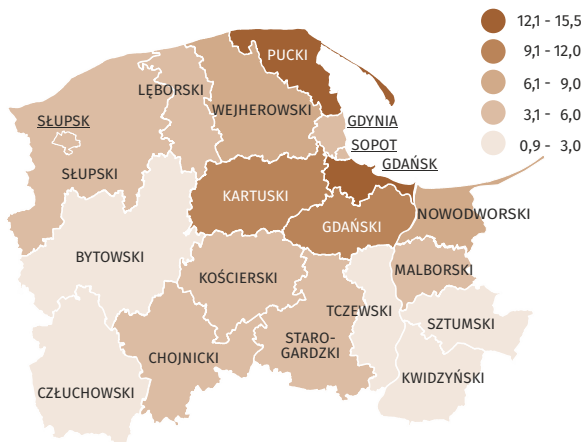 12,1 - 15,5
9,1 - 12,0
6,1 - 9,0
3,1 - 6,0
0,9 - 3,0
PUCKI
LĘBORSKI
WEJHEROWSKI
SŁUPSK
GDYNIA
SOPOT
GDAŃSK
SŁUPSKI
KARTUSKI
NOWODWORSKI
GDAŃSKI
BYTOWSKI
KOŚCIERSKI
MALBORSKI
TCZEWSKI
SZTUMSKI
STARO-
GARDZKI
CHOJNICKI
KWIDZYŃSKI
CZŁUCHOWSKI